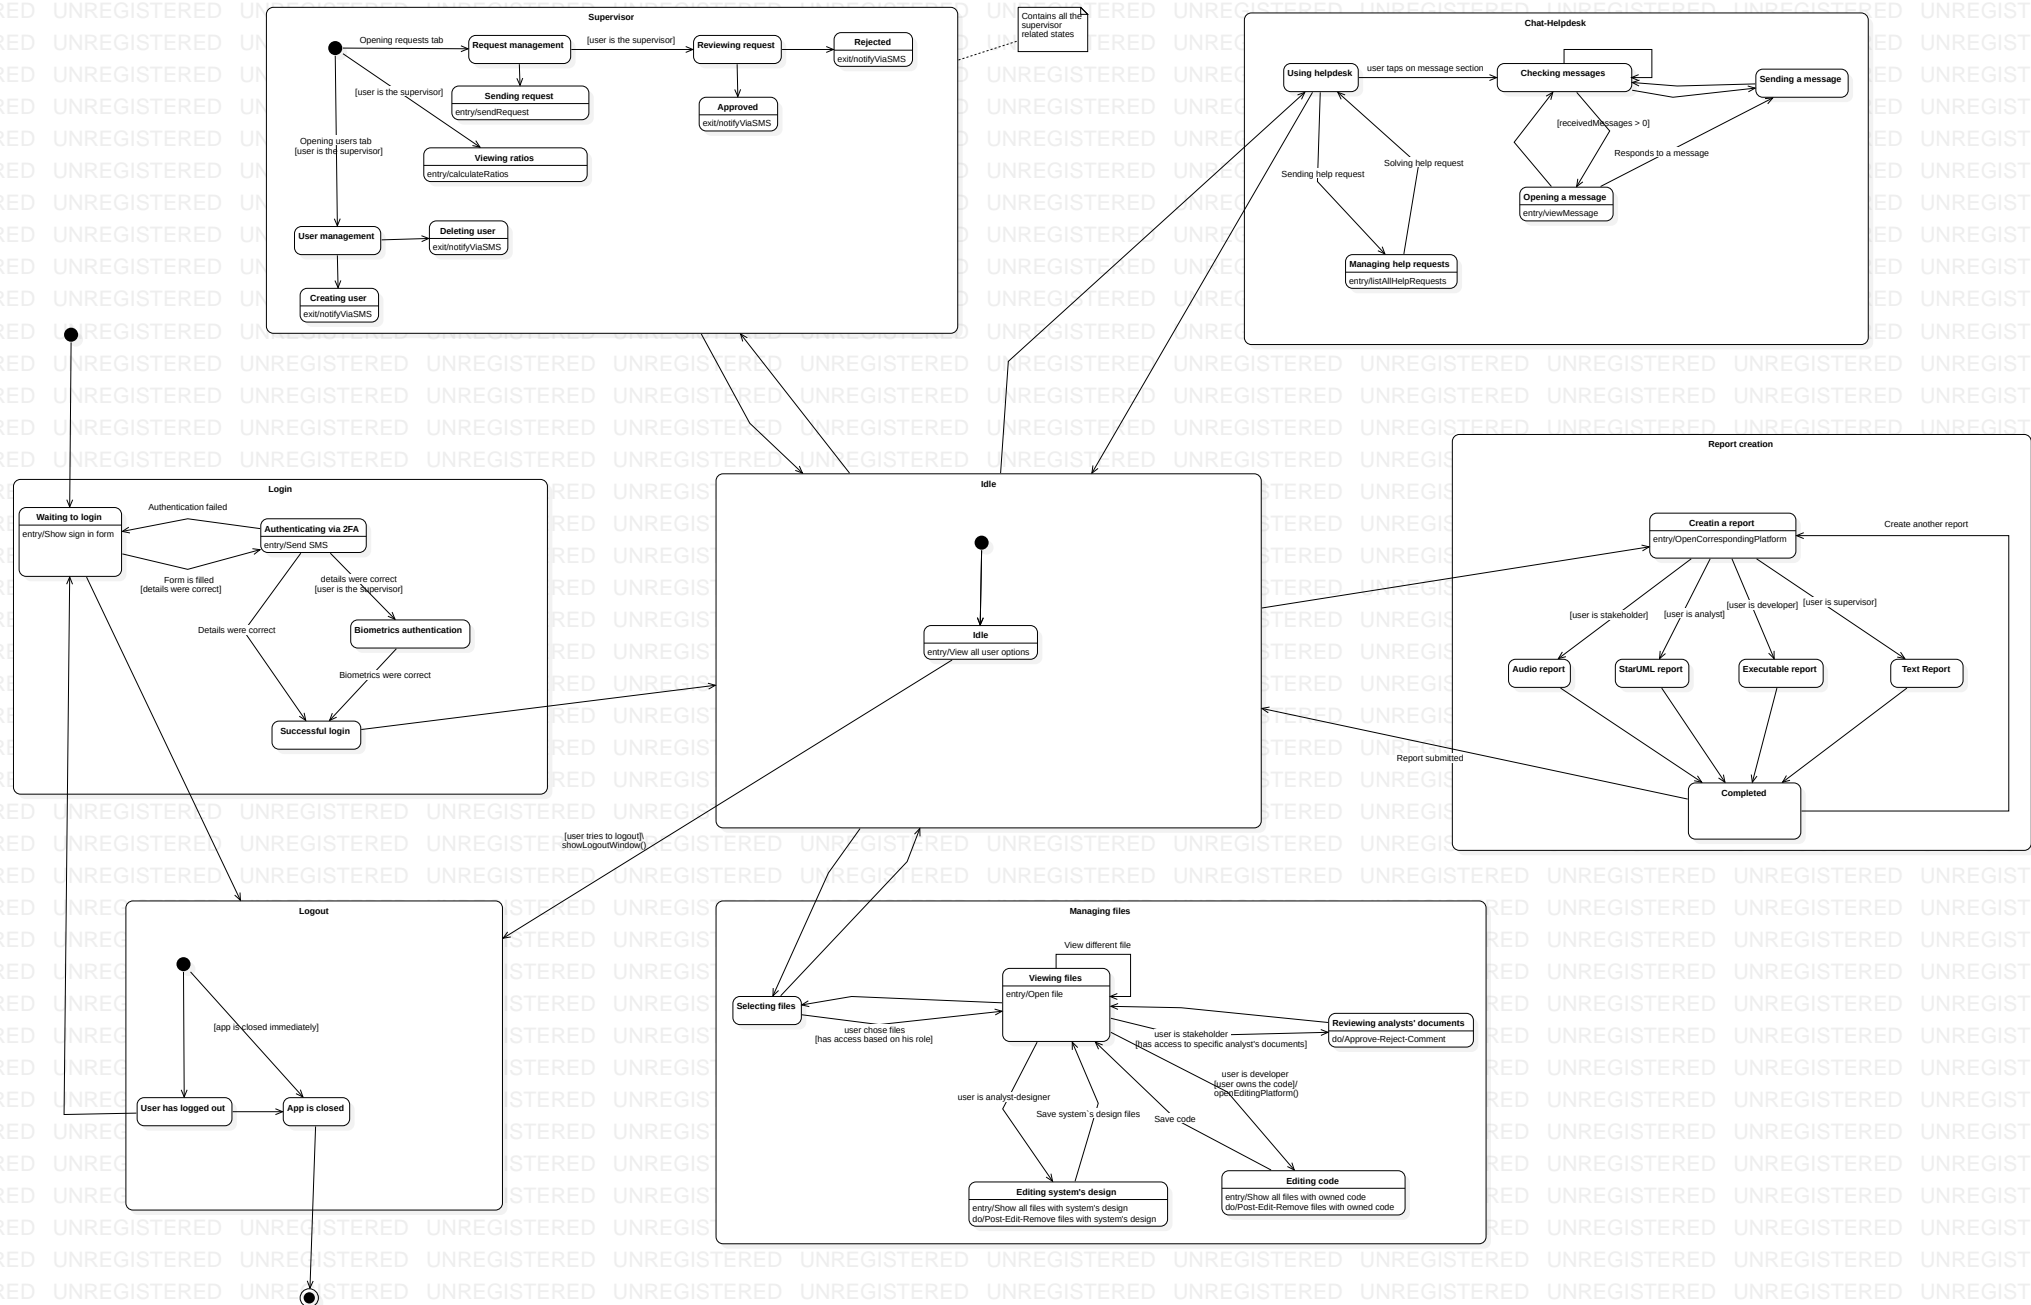 Supervisor
Opening requests tab
Request management
[user is the supervisor]
Reviewing request
Rejected
exit/notifyViaSMS
[user is the supervisor]
Sending request
entry/sendRequest
Approved
exit/notifyViaSMS
Opening users tab
[user is the supervisor]
Viewing ratios
entry/calculateRatios
User management
Deleting user
exit/notifyViaSMS
Creating user
exit/notifyViaSMS
Contains all the
supervisor
related states
Chat-Helpdesk
Using helpdesk
user taps on message section
Checking messages
Sending a message
[receivedMessages > 0]
Responds to a message
Sending help request
Solving help request
Opening a message
entry/viewMessage
Managing help requests
entry/listAllHelpRequests
Login
Waiting to login
entry/Show sign in form
Authentication failed
Authenticating via 2FA
entry/Send SMS
Form is filled
[details were correct]
details were correct
[user is the supervisor]
Details were correct
Biometrics authentication
Biometrics were correct
Successful login
Idle
Idle
entry/View all user options
[user tries to logout]\
showLogoutWindow()
Report creation
Creatin a report
entry/OpenCorrespondingPlatform
Create another report
[user is stakeholder]
[user is analyst]
[user is developer]
[user is supervisor]
Audio report
StarUML report
Executable report
Text Report
Report submitted
Completed
Logout
[app is closed immediately]
User has logged out
App is closed
Managing files
View different file
Viewing files
entry/Open file
Selecting files
user chose files
[has access based on his role]
user is stakeholder
[has access to specific analyst's documents]
Reviewing analysts' documents
do/Approve-Reject-Comment
user is developer
[user owns the code]/
openEditingPlatform()
user is analyst-designer
Save system`s design files
Save code
Editing system's design
entry/Show all files with system's design
do/Post-Edit-Remove files with system's design
Editing code
entry/Show all files with owned code
do/Post-Edit-Remove files with owned code
UNREGISTERED